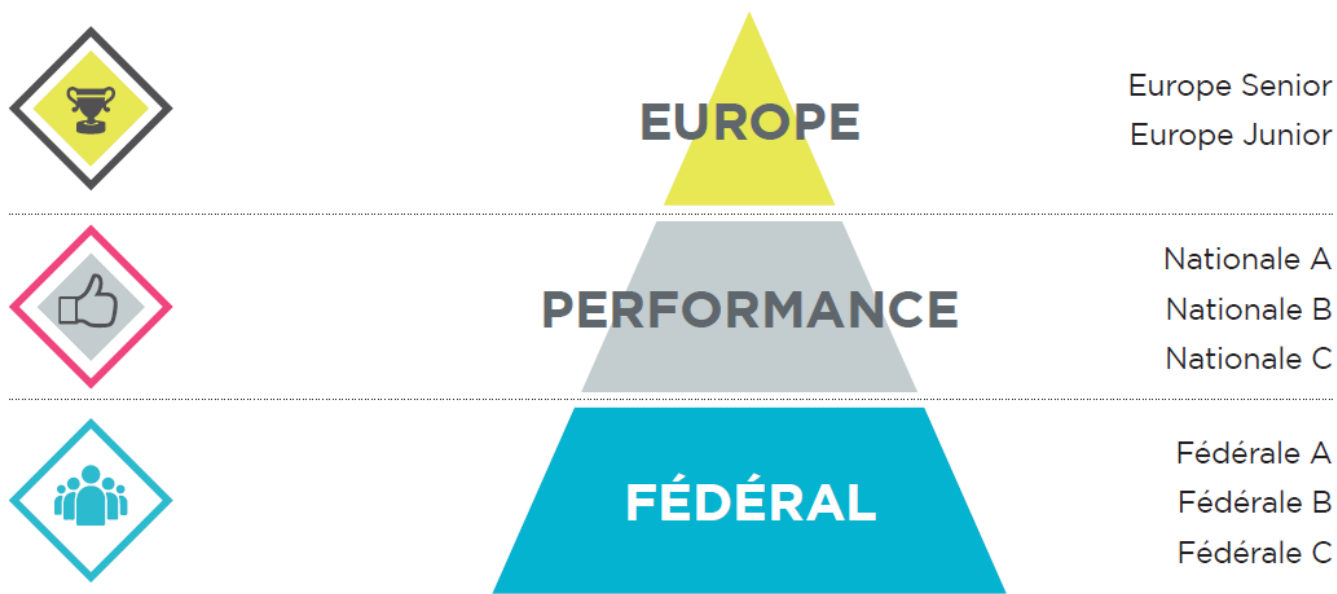 EUROPE
Europe Senior
Europe Junior
PERFORMANCE
Nationale A
Nationale B
Nationale C
FÉDÉRAL
Fédérale A
Fédérale B
Fédérale C